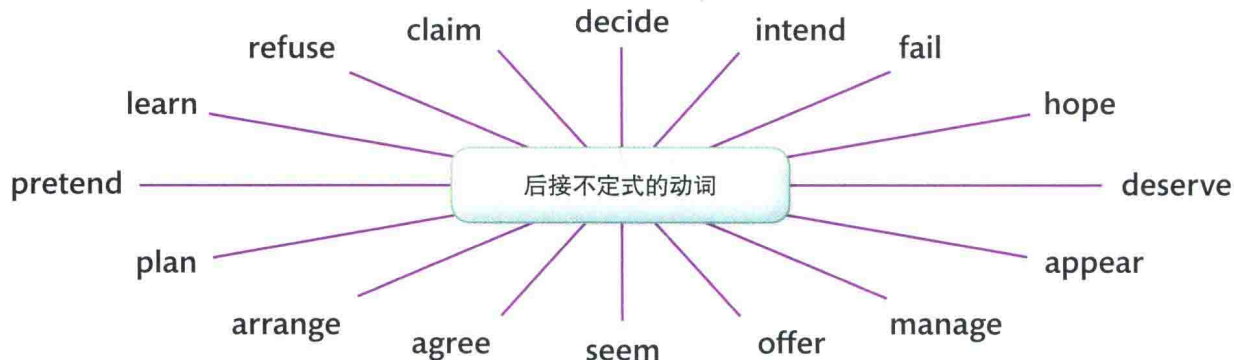 decide
claim
intend
refuse
fail
learn
hope
pretend
后接不定式的动词
deserve
plan
appear
arrange
manage
agree
seem
offer